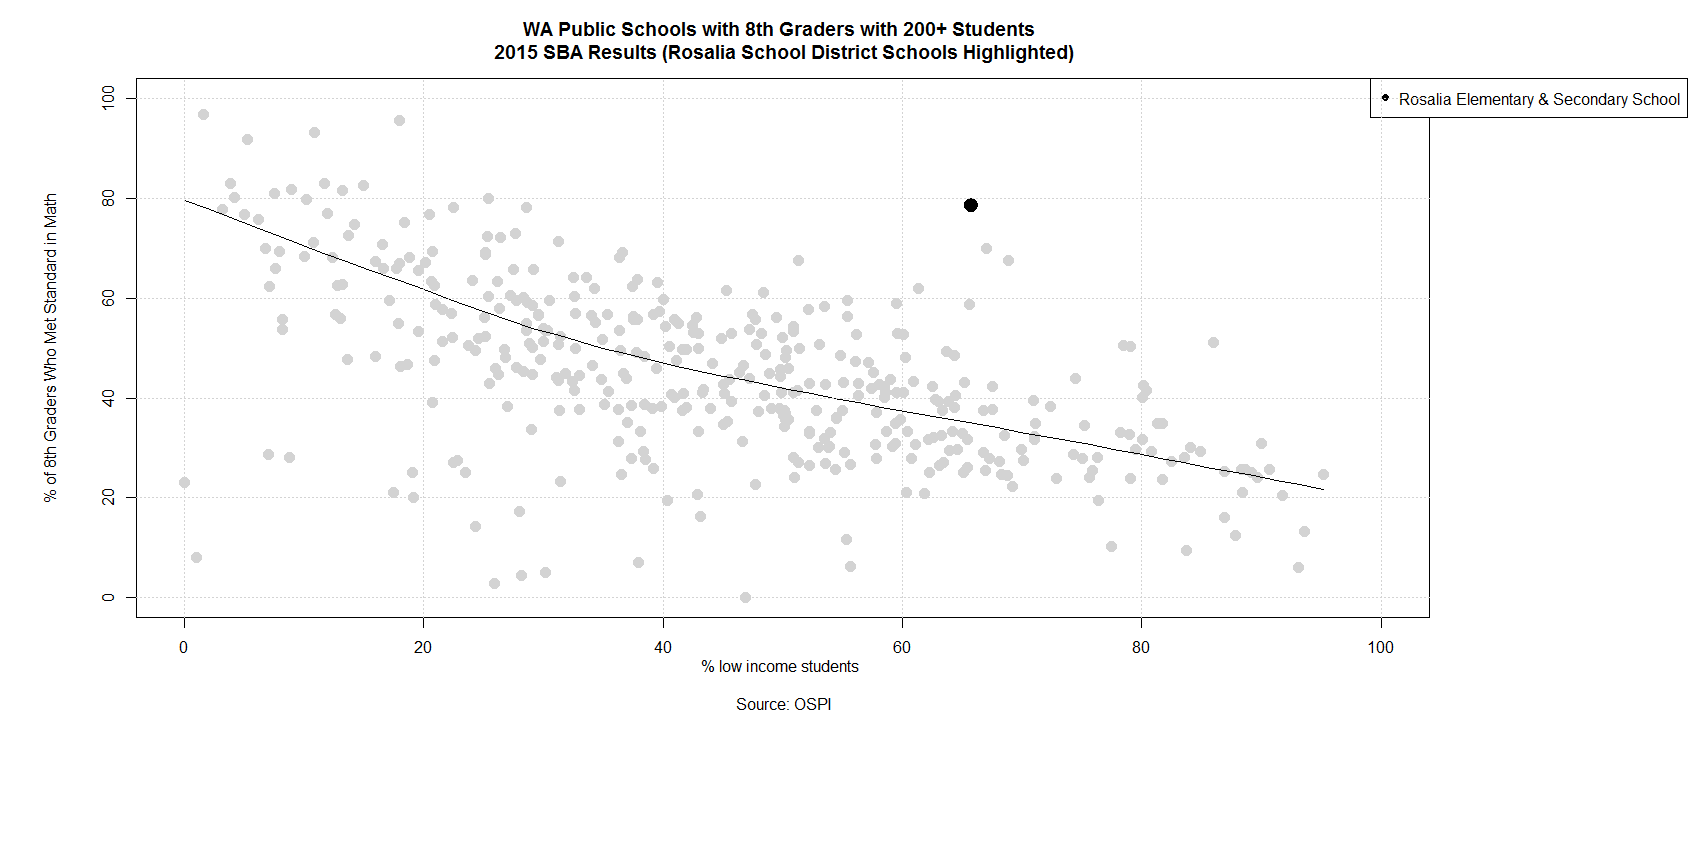 WA Public Schools with 8th Graders with 200+ Students
2015 SBA Results (Rosalia School District Schools Highlighted)
Rosalia Elementary & Secondary School
% of 8th Graders Who Met Standard in Math
100
80
60
40
20
0
0 20 40 60 80 100
% low income students
Source: OSPI